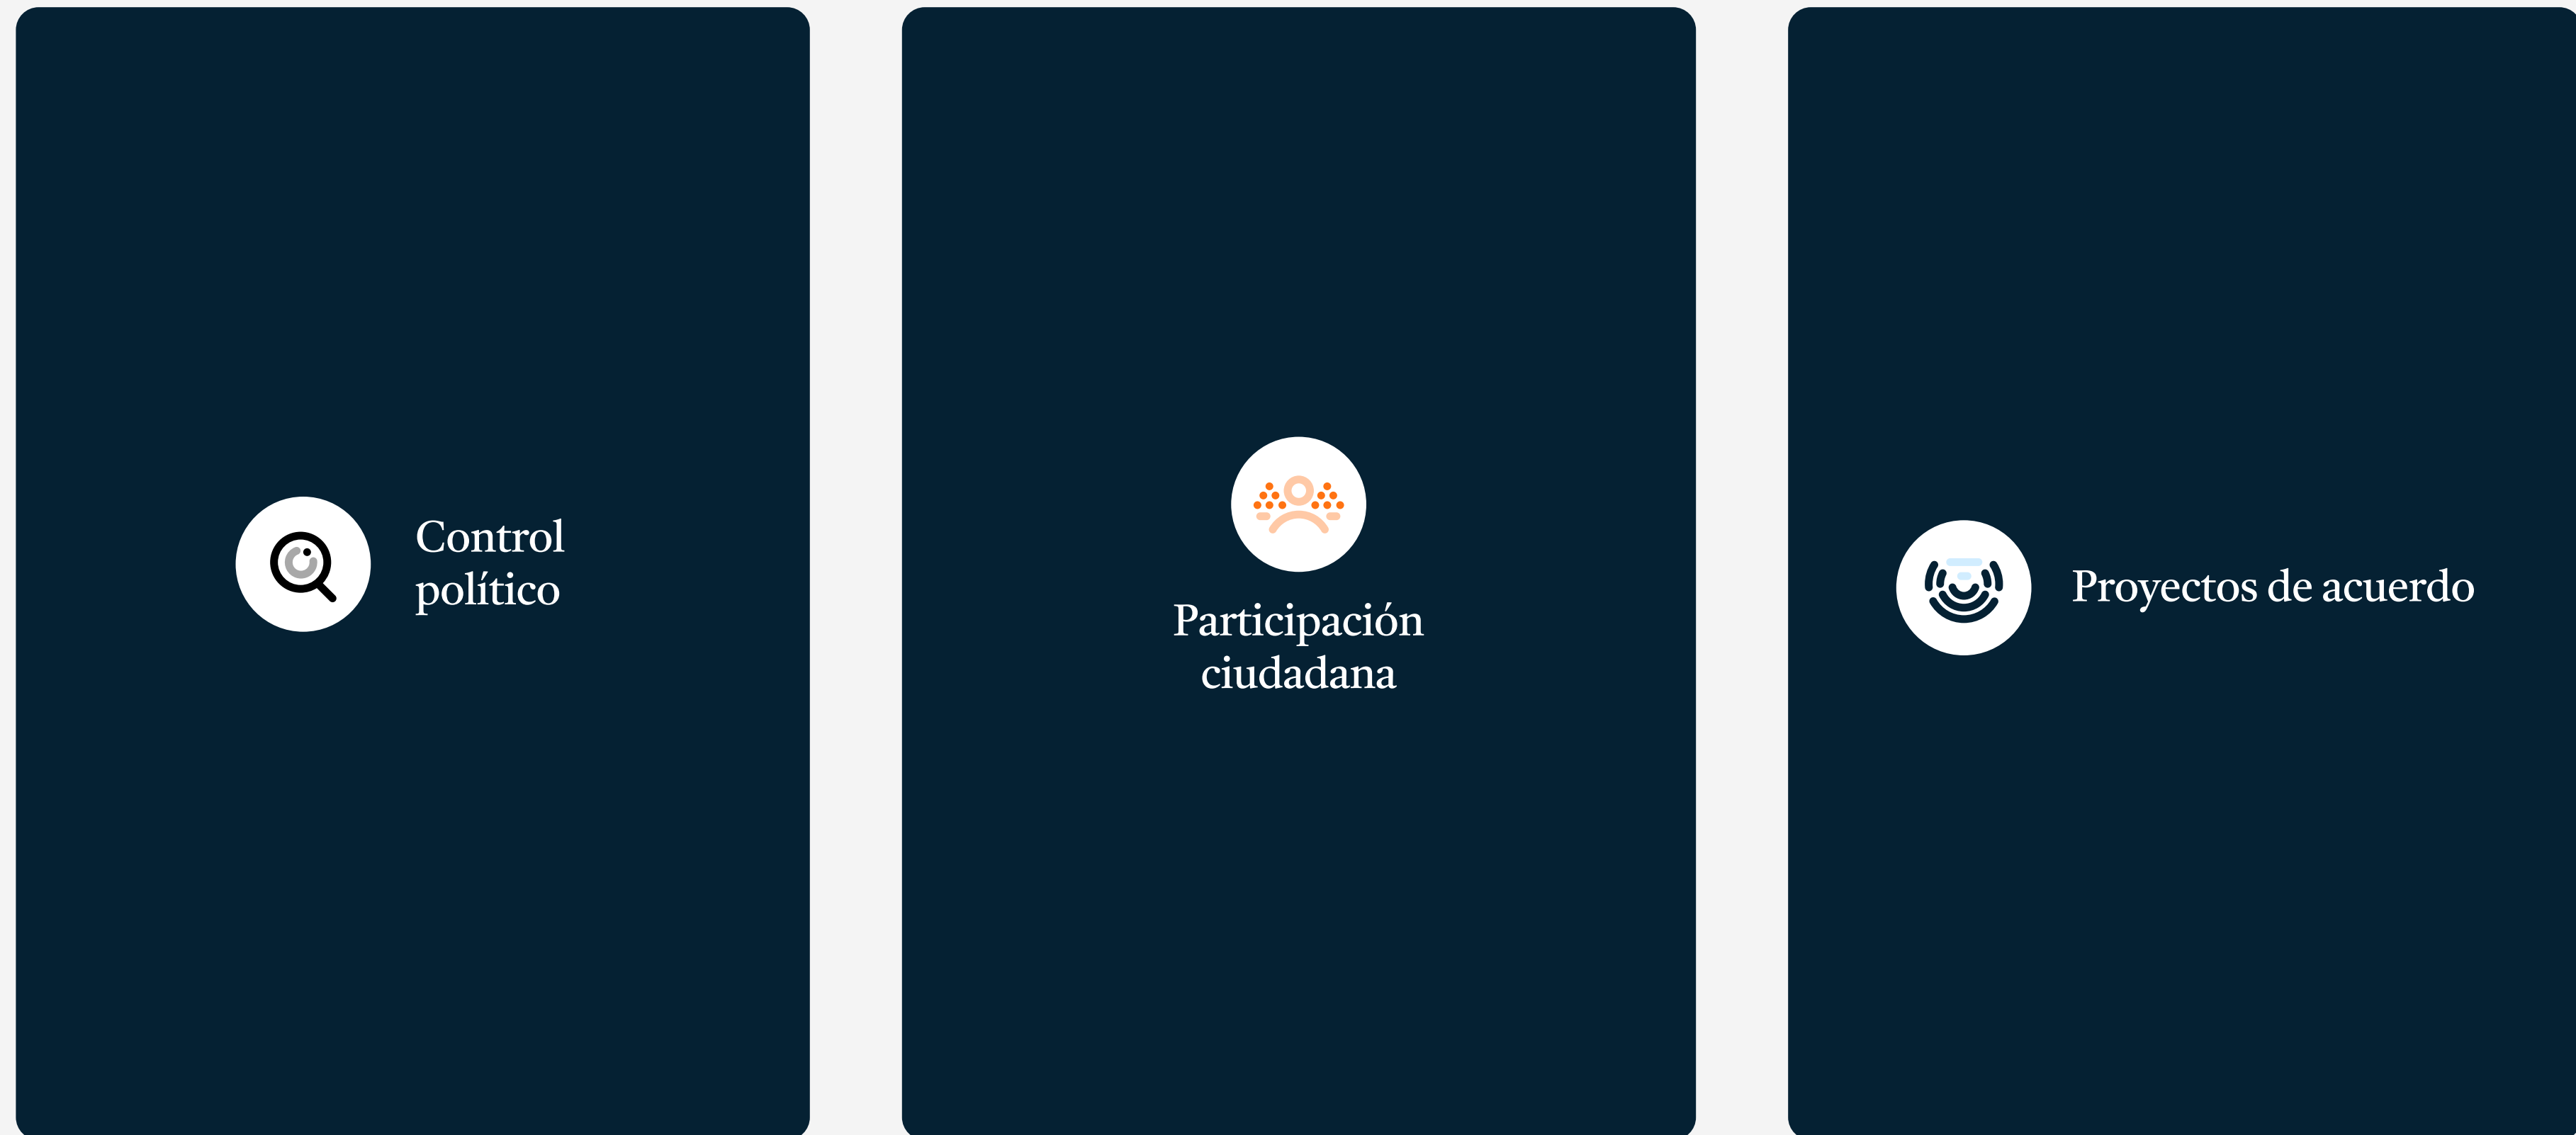 Control
político
Participación
ciudadana
Proyectos de acuerdo